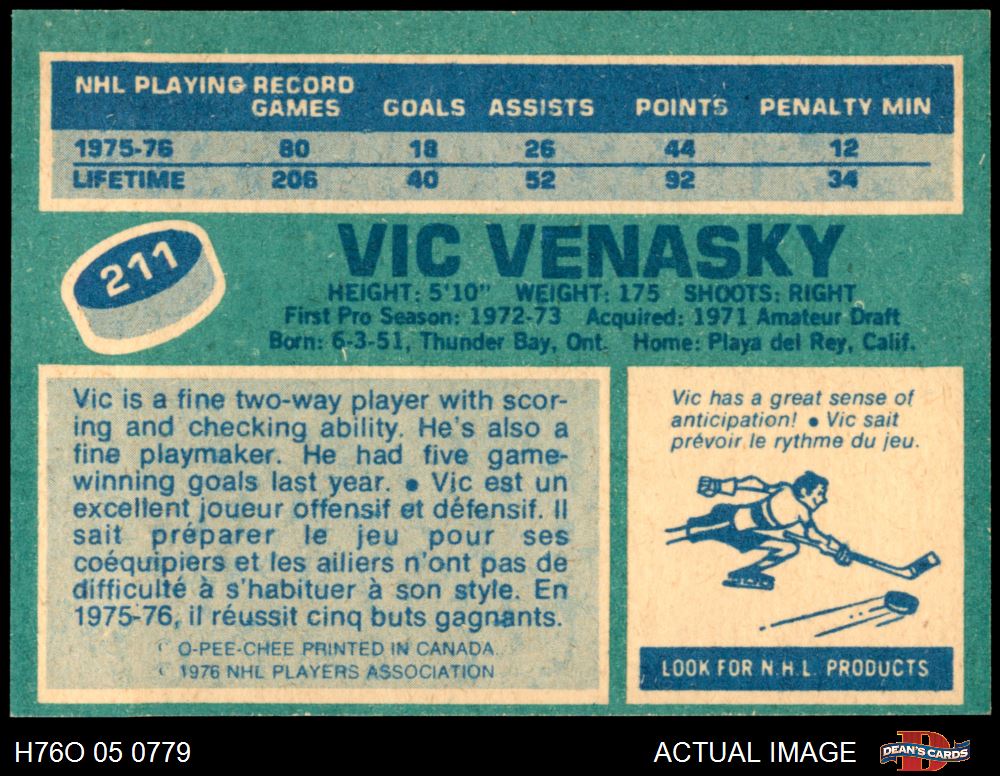 NHL PLAYING RECORD
GAMES GOALS ASSISTS POINTS PENALTY MIN
1975-76 80 18 26 44 12
LIFETIME 206 40 52 92 34
211
VIC VENASKY
HEIGHT: 5'10" WEIGHT: 175 SHOOTS: RIGHT
First Pro Season: 1972-73 Acquired: 1971 Amateur Draft
Born: 6-3-51, Thunder Bay, Ont. Home: Playa del Rey, Calif.
Vic is a fine two-way player with scor-
ing and checking ability. He's also a
fine playmaker. He had five game-
winning goals last year. ● Vic est un
excellent joueur offensif et défensif. Il
sait préparer le jeu pour ses
coéquipiers et les ailiers n'ont pas de
difficulté à s'habituer à son style. En
1975-76, il réussit cinq buts gagnants.
O-PEE-CHEE PRINTED IN CANADA.
1976 NHL PLAYERS ASSOCIATION
Vic has a great sense of
anticipation! ● Vic sait
prévoir le rythme du jeu.
LOOK FOR N.H.L. PRODUCTS
H76O 05 0779
ACTUAL IMAGE
DEAN'S CARDS